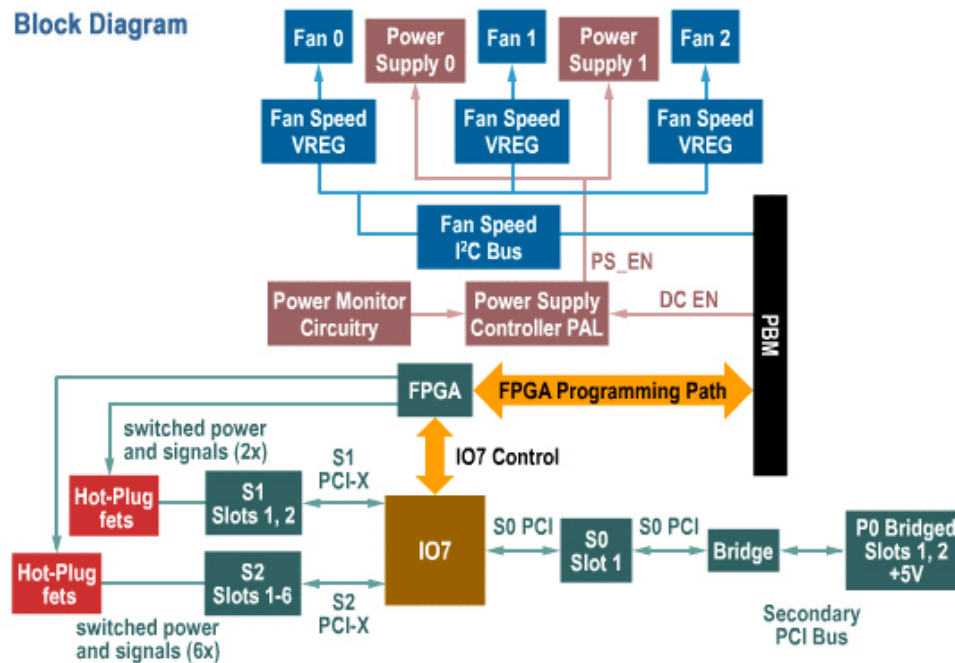 Block Diagram
Fan 0
Power
Supply 0
Fan 1
Power
Supply 1
Fan 2
Fan Speed
VREG
Fan Speed
VREG
Fan Speed
VREG
Fan Speed
I²C Bus
PS_EN
Power Monitor
Circuitry
Power Supply
Controller PAL
DC EN
PBM
FPGA
FPGA Programming Path
switched power
and signals (2x)
S1
PCI-X
IO7 Control
Hot-Plug
fets
S1
Slots 1, 2
IO7
S0 PCI
S0
Slot 1
S0 PCI
Bridge
P0 Bridged
Slots 1, 2
+5V
Hot-Plug
fets
S2
Slots 1-6
S2
PCI-X
switched power
and signals (6x)
Secondary
PCI Bus